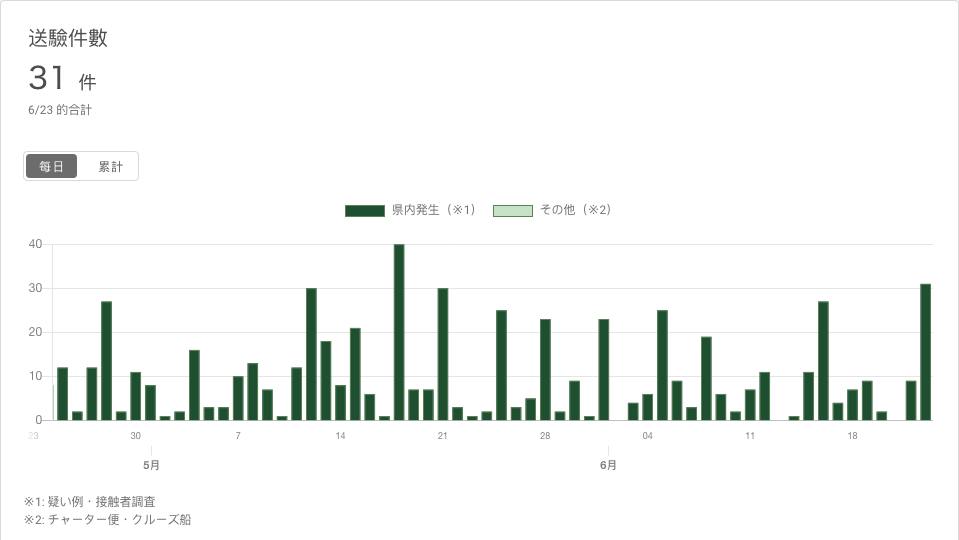 送驗件數
31 件
6/23 的合計
每日 累計
県内発生（※1） その他（※2）
40
30
20
10
0
23 30 7 14 21 28 04 11 18
5月 6月
※1: 疑い例・接触者調査
※2: チャーター便・クルーズ船